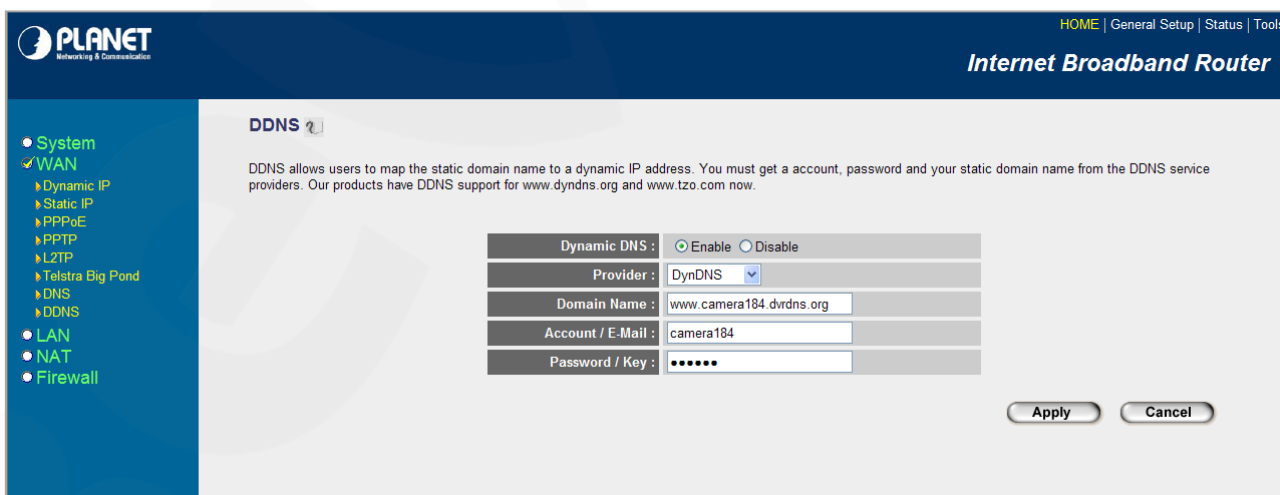 PLANET
Networking & Communication
HOME | General Setup | Status | Tools
Internet Broadband Router
System
WAN
Dynamic IP
Static IP
PPPoE
PPTP
L2TP
Telstra Big Pond
DNS
DDNS
LAN
NAT
Firewall
DDNS
DDNS allows users to map the static domain name to a dynamic IP address. You must get a account, password and your static domain name from the DDNS service
providers. Our products have DDNS support for www.dyndns.org and www.tzo.com now.
Dynamic DNS : Enable Disable
Provider : DynDNS
Domain Name : www.camera184.dvrdns.org
Account / E-Mail : camera184
Password / Key : ●●●●●●
Apply Cancel